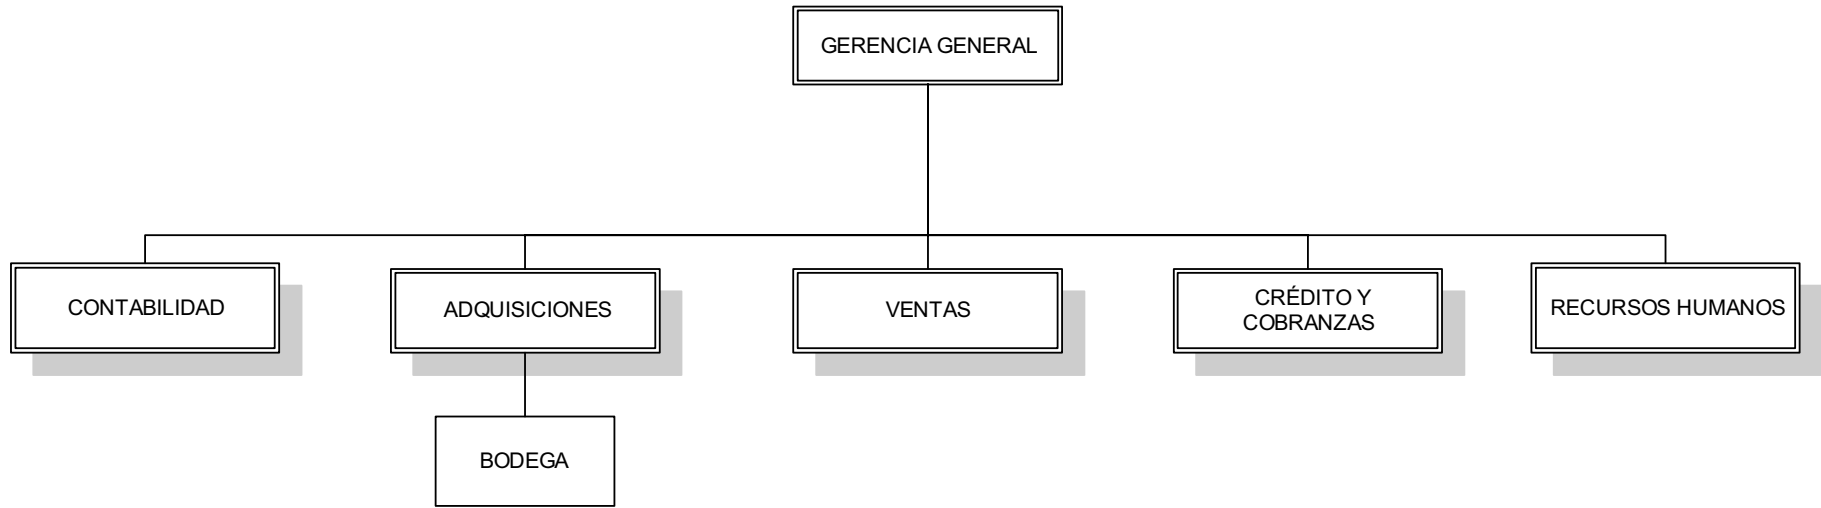 GERENCIA GENERAL
CONTABILIDAD
ADQUISICIONES
VENTAS
CRÉDITO Y
COBRANZAS
RECURSOS HUMANOS
BODEGA